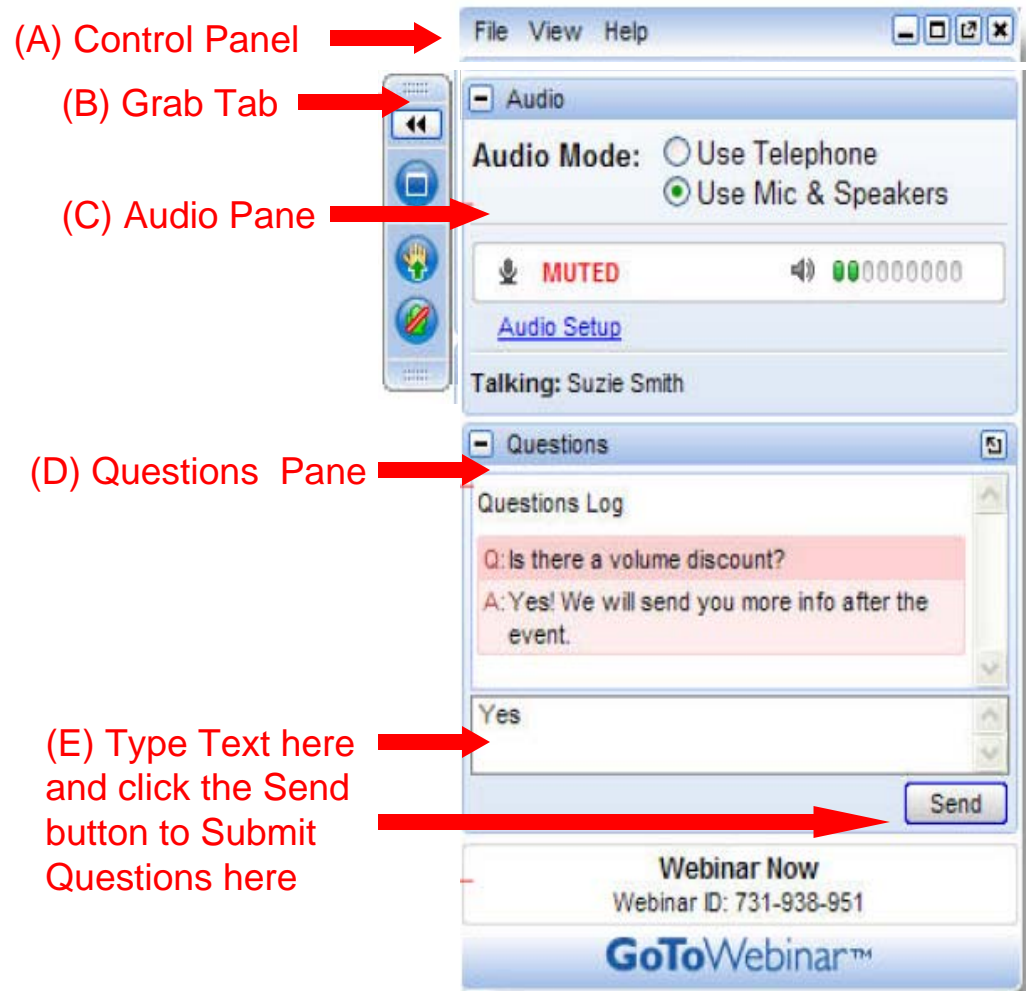 (A) Control Panel
File View Help
(B) Grab Tab
Audio
Audio Mode: Use Telephone
Use Mic & Speakers
(C) Audio Pane
MUTED
Audio Setup
Talking: Suzie Smith
(D) Questions Pane
Questions
Questions Log
Q: Is there a volume discount?
A: Yes! We will send you more info after the
event.
Yes
(E) Type Text here
and click the Send
button to Submit
Questions here
Send
Webinar Now
Webinar ID: 731-938-951
GoToWebinar™